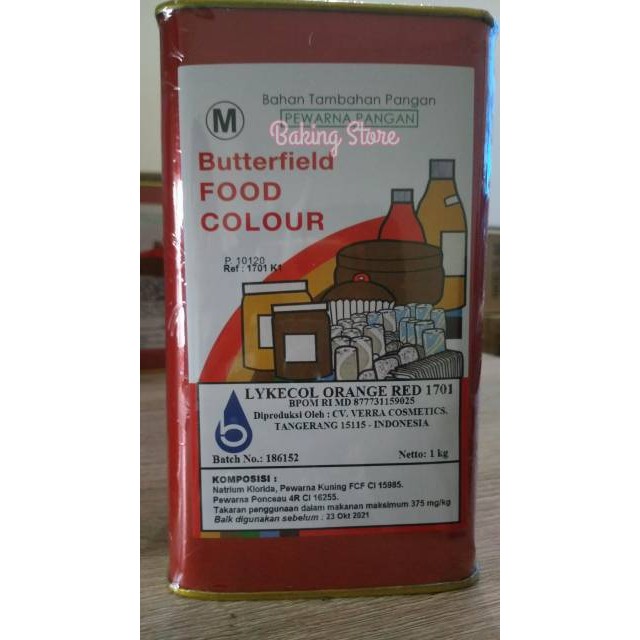 M
Bahan Tambahan Pangan
PEWARNA PANGAN
Baking Store
Butterfield
FOOD
COLOUR
P 10120
Ref : 1701 K1
LYKECOL ORANGE RED 1701
BPOM RI MD 877731159025
Diproduksi Oleh : CV. VERRA COSMETICS.
TANGERANG 15115 - INDONESIA
Batch No.: 186152 Netto: 1 kg
KOMPOSISI :
Natrium Klorida, Pewarna Kuning FCF CI 15985.
Pewarna Ponceau 4R CI 16255.
Takaran penggunaan dalam makanan maksimum 375 mg/kg
Baik digunakan sebelum : 23 Okt 2021